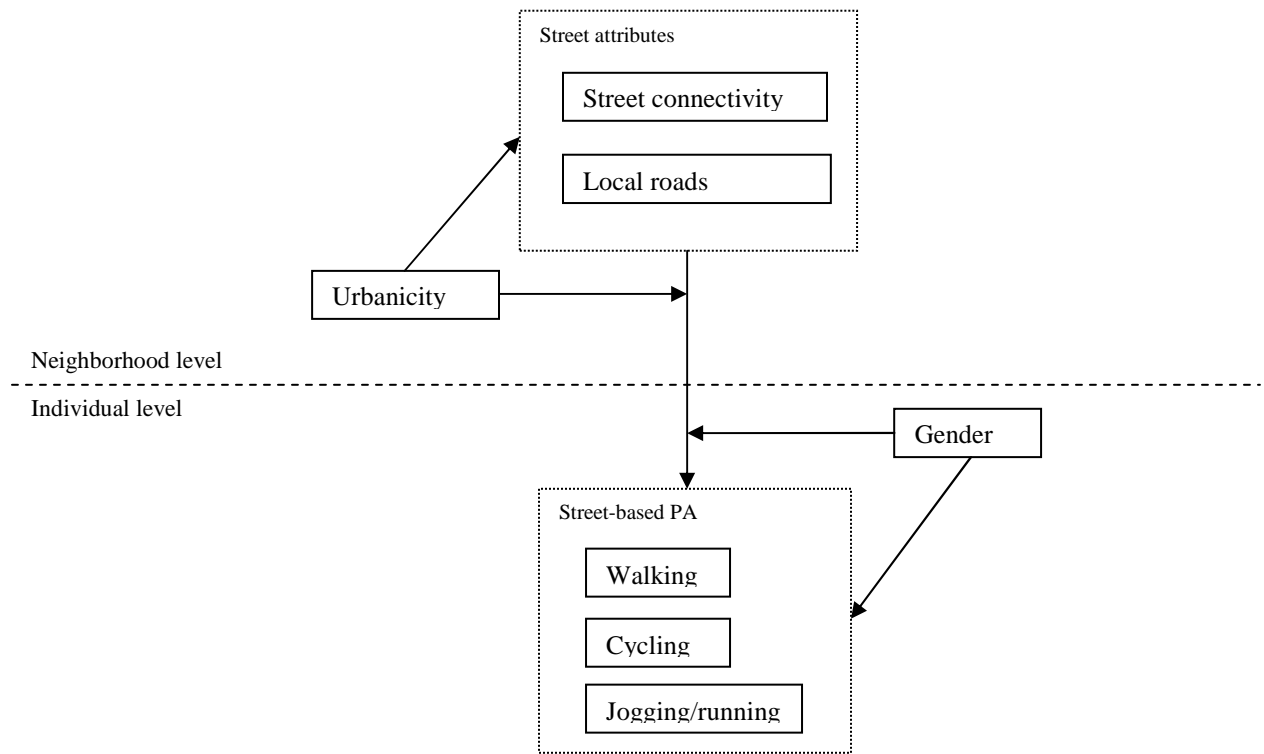 Street attributes
Street connectivity
Local roads
Urbanicity
Neighborhood level
Individual level
Gender
Street-based PA
Walking
Cycling
Jogging/running